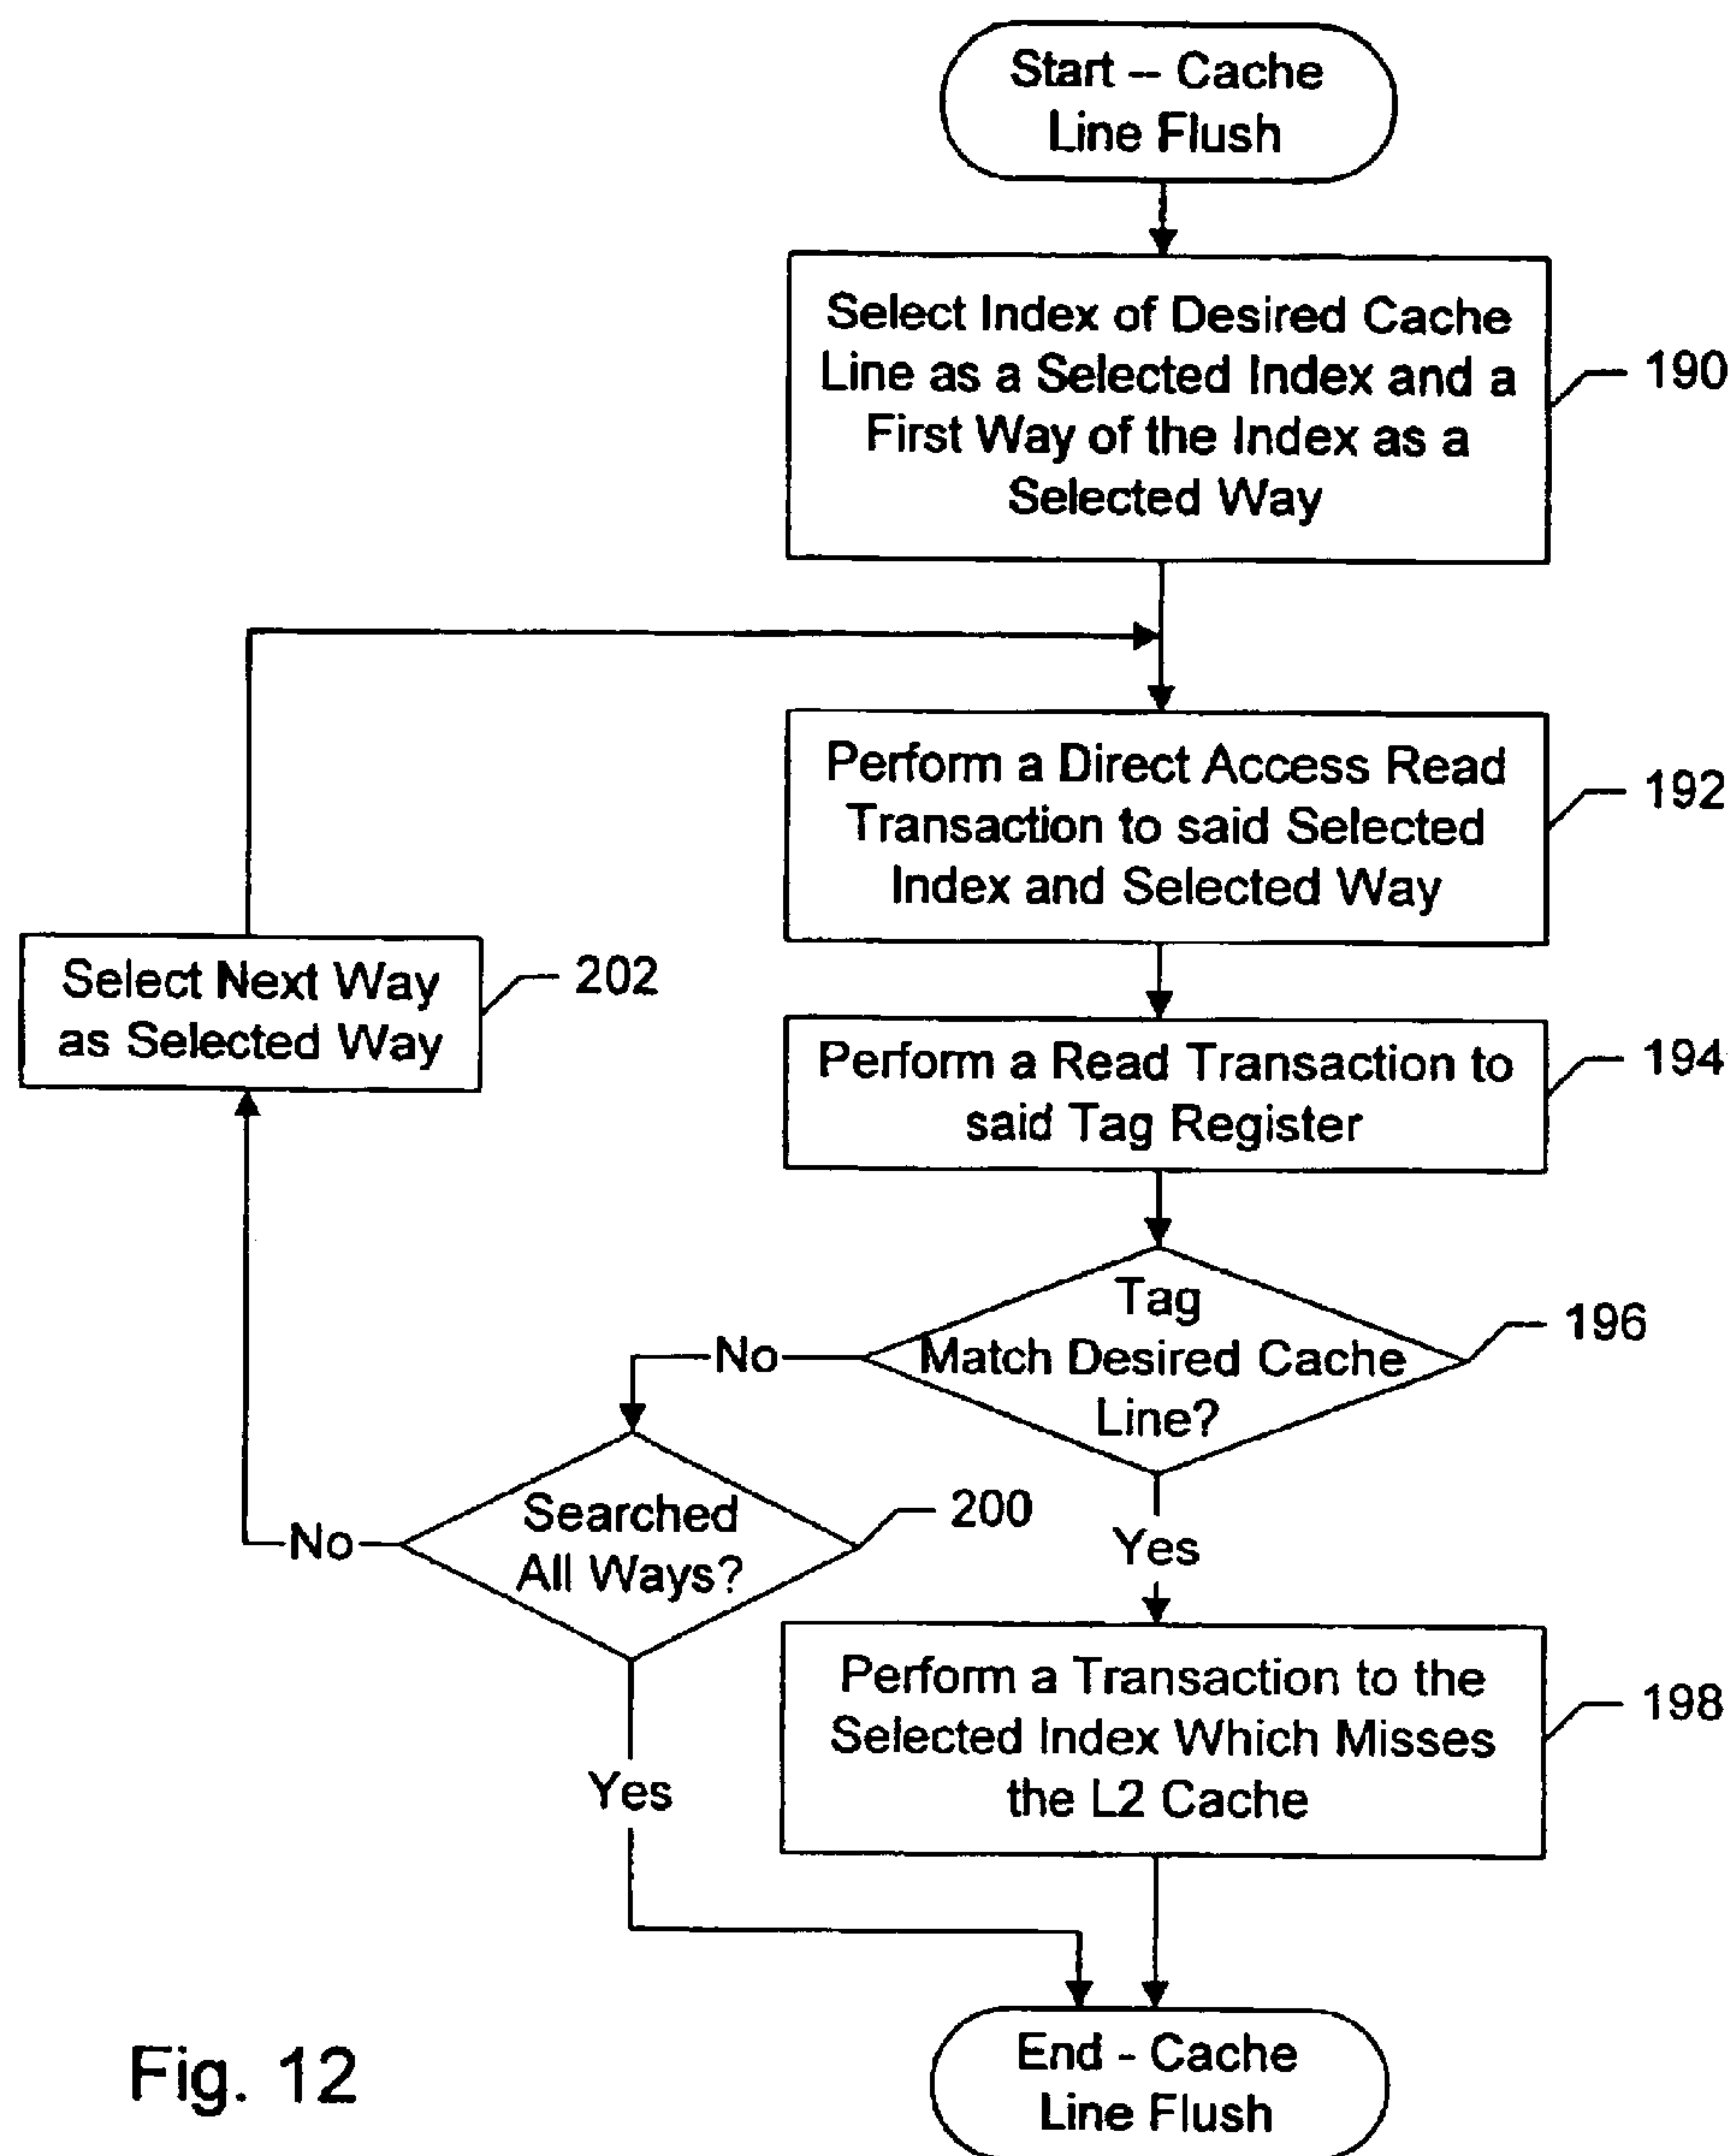 Start -- Cache
Line Flush
Select Index of Desired Cache
Line as a Selected Index and a
First Way of the Index as a
Selected Way
190
Perform a Direct Access Read
Transaction to said Selected
Index and Selected Way
192
Select Next Way
as Selected Way
202
Perform a Read Transaction to
said Tag Register
194
Tag
Match Desired Cache
Line?
196
No
Searched
All Ways?
200
No
Yes
Perform a Transaction to the
Selected Index Which Misses
the L2 Cache
198
Yes
End - Cache
Line Flush
Fig. 12